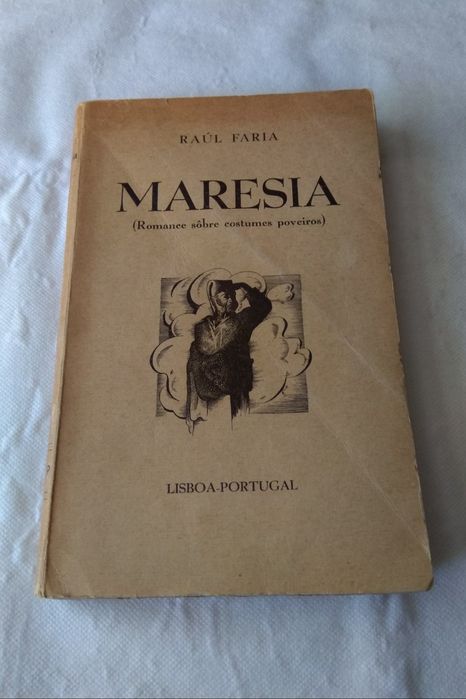 RAÚL FARIA
MARESIA
(Romance sôbre costumes poveiros)
LISBOA-PORTUGAL